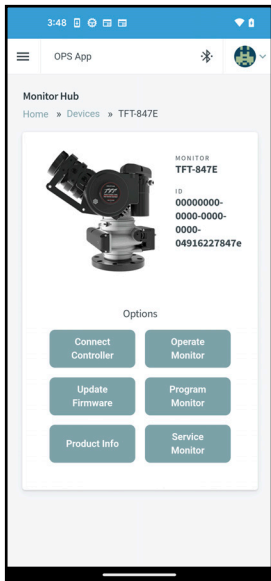 3:48
OPS App
Monitor Hub
Home » Devices » TFT-847E
MONITOR
TFT-847E
ID
00000000-
0000-0000-
0000-
04916227847e
Options
Connect
Controller
Operate
Monitor
Update
Firmware
Program
Monitor
Product Info
Service
Monitor